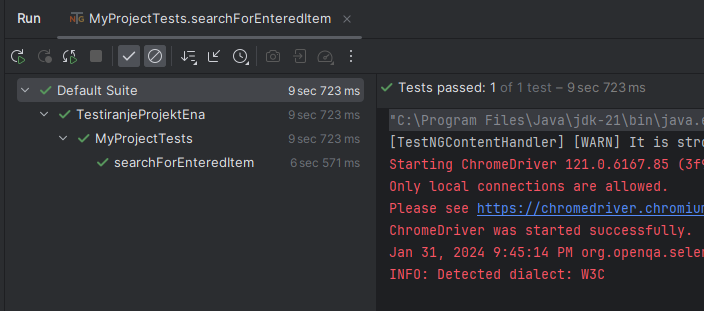 Run MyProjectTests.searchForEnteredItem
Default Suite 9 sec 723 ms
TestiranjeProjektEna 9 sec 723 ms
MyProjectTests 9 sec 723 ms
searchForEnteredItem 6 sec 571 ms
Tests passed: 1 of 1 test – 9 sec 723 ms
"C:\Program Files\Java\jdk-21\bin\java.e
[TestNGContentHandler] [WARN] It is stro
Starting ChromeDriver 121.0.6167.85 (3f9
Only local connections are allowed.
Please see https://chromedriver.chromium
ChromeDriver was started successfully.
Jan 31, 2024 9:45:14 PM org.openqa.selen
INFO: Detected dialect: W3C